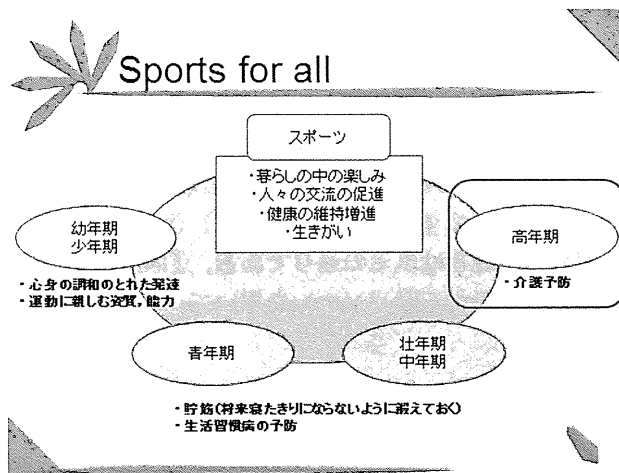 Sports for all
スポーツ
・暮らしの中の楽しみ
・人々の交流の促進
・健康の維持増進
・生きがい
幼年期
少年期
・心身の調和のとれた発達
・運動に親しむ資質,能力
高年期
・介護予防
青年期
壮年期
中年期
・貯筋(将来寝たきりにならないように鍛えておく)
・生活習慣病の予防